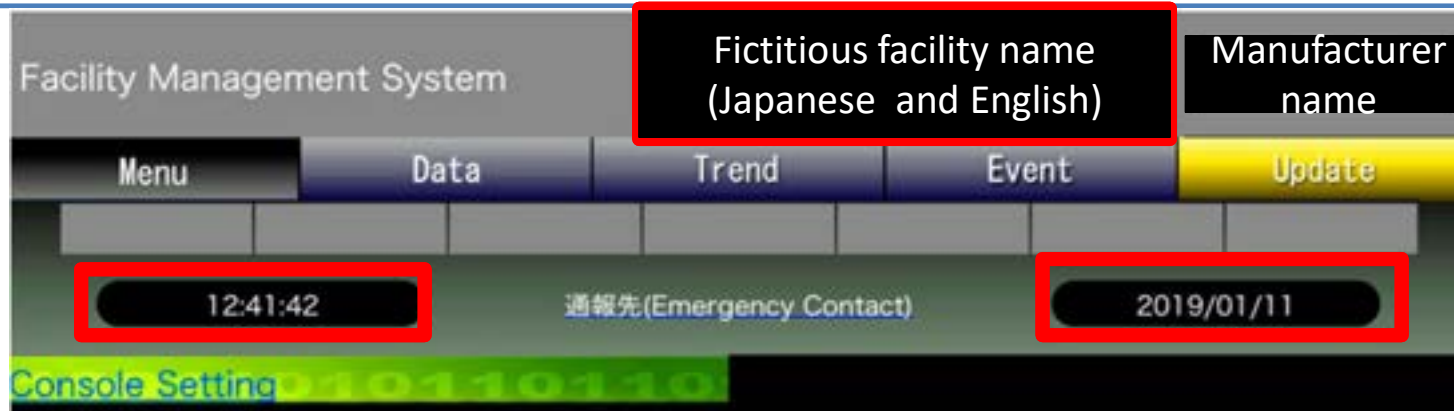 Facility Management System
Fictitious facility name
(Japanese and English)
Manufacturer
name
Menu Data Trend Event Update
12:41:42 通報先(Emergency Contact) 2019/01/11
Console Setting